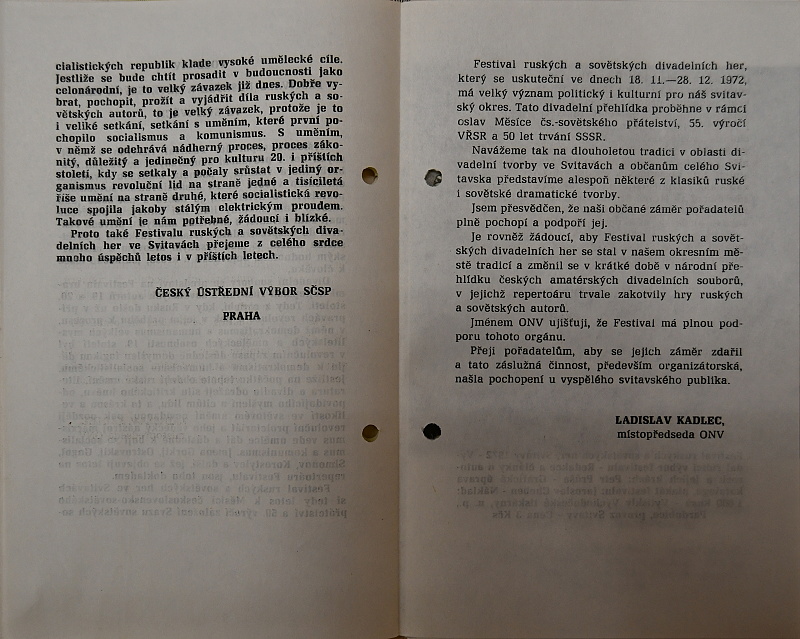 cialistických republik klade vysoké umělecké cíle.
Jestliže se bude chtít prosadit v budoucnosti jako
celonárodní, je to velký závazek již dnes. Dobře vy-
brat, pochopit, prožít a vyjádřit díla ruských a so-
větských autorů, to je velký závazek, protože je to
i veliké setkání, setkání s uměním, které první po-
chopilo socialismus a komunismus. S uměním,
v němž se odehrává nádherný proces, proces záko-
nitý, důležitý a jedinečný pro kulturu 20. i příštích
století, kdy se setkaly a počaly srůstat v jediný or-
ganismus revoluční lid na straně jedné a tisíciletá
říše umění na straně druhé, které socialistická revo-
luce spojila jakoby stálým elektrickým proudem.
Takové umění je nám potřebné, žádoucí i blízké.
Proto také Festivalu ruských a sovětských diva-
delních her ve Svitavách přejeme z celého srdce
mnoho úspěchů letos i v příštích letech.
ČESKÝ ÚSTŘEDNÍ VÝBOR SČSP
PRAHA
Festival ruských a sovětských divadelních her,
který se uskuteční ve dnech 18. 11.—28. 12. 1972,
má velký význam politický i kulturní pro náš svitav-
ský okres. Tato divadelní přehlídka proběhne v rámci
oslav Měsíce čs.-sovětského přátelství, 55. výročí
VŘSR a 50 let trvání SSSR.
Navážeme tak na dlouholetou tradici v oblasti di-
vadelní tvorby ve Svitavách a občanům celého Svi-
tavska představíme alespoň některé z klasiků ruské
i sovětské dramatické tvorby.
Jsem přesvědčen, že naši občané záměr pořadatelů
plně pochopí a podpoří jej.
Je rovněž žádoucí, aby Festival ruských a sovět-
ských divadelních her se stal v našem okresním mě-
stě tradicí a změnil se v krátké době v národní pře-
hlídku českých amatérských divadelních souborů,
v jejichž repertoáru trvale zakotvily hry ruských
a sovětských autorů.
Jménem ONV ujišťuji, že Festival má plnou pod-
poru tohoto orgánu.
Přeji pořadatelům, aby se jejich záměr zdařil
a tato záslužná činnost, především organizátorská,
našla pochopení u vyspělého svitavského publika.
LADISLAV KADLEC,
místopředseda ONV